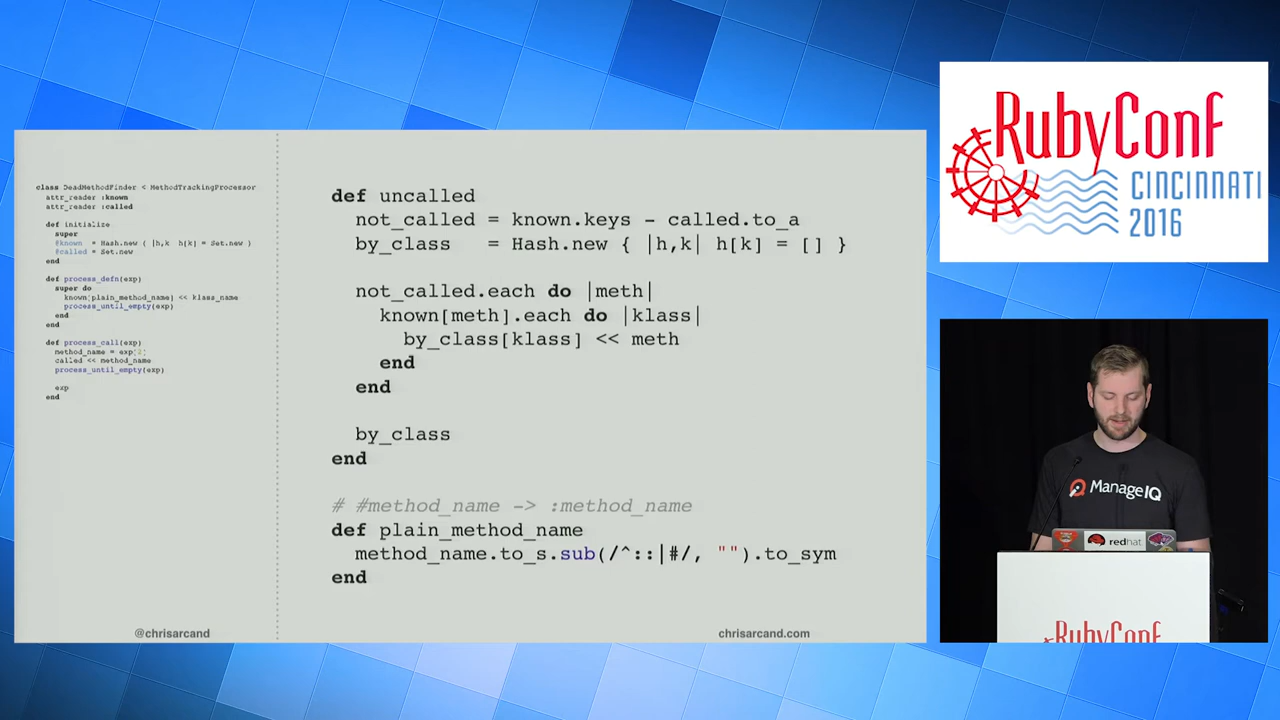 class DeadMethodFinder < MethodTrackingProcessor
attr_reader :known
attr_reader :called
def initialize
super
@known = Hash.new { |h,k| h[k] = Set.new }
@called = Set.new
end
def process_defn(exp)
super do
known[plain_method_name] << klass_name
process_until_empty(exp)
end
end
def process_call(exp)
method_name = exp[2]
called << method_name
process_until_empty(exp)
exp
end
def uncalled
not_called = known.keys - called.to_a
by_class = Hash.new { |h,k| h[k] = [] }
not_called.each do |meth|
known[meth].each do |klass|
by_class[klass] << meth
end
end
by_class
end
# #method_name -> :method_name
def plain_method_name
method_name.to_s.sub(/^::|#/, "").to_sym
end
@chrisarcand
chrisarcand.com
RubyConf
CINCINNATI
2016
ManageIQ
redhat
RubyConf